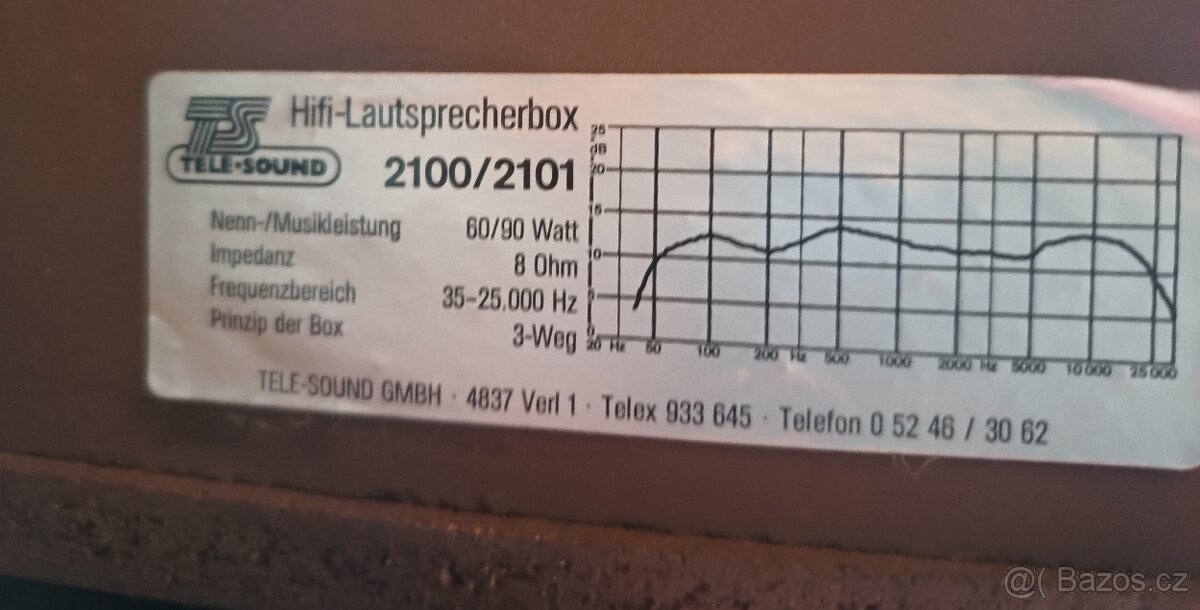 TS
TELE·SOUND
Hifi-Lautsprecherbox
2100/2101
Nenn-/Musikleistung 60/90 Watt
Impedanz 8 Ohm
Frequenzbereich 35–25.000 Hz
Prinzip der Box 3-Weg
25
dB
20
15
10
5
0
20 Hz 50 100 200 Hz 500 1000 2000 Hz 5000 10 000 25 000
TELE-SOUND GMBH · 4837 Verl 1 · Telex 933 645 · Telefon 0 52 46 / 30 62
@( Bazos.cz